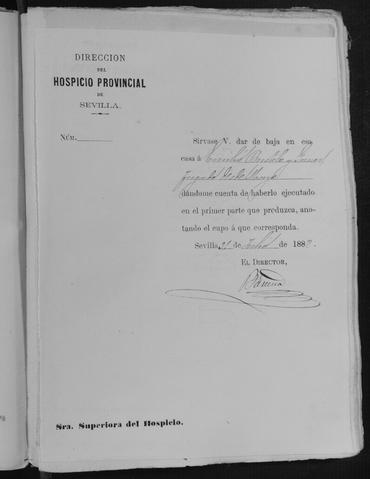 DIRECCION
DEL
HOSPICIO PROVINCIAL
DE
SEVILLA.
NÚM.
Sírvase V. dar de baja en esa
casa á
dándome cuenta de haberlo ejecutado
en el primer parte que produzca, ano-
tando el cupo á que corresponda.
Sevilla, 21 de de 188
EL DIRECTOR,
Sra. Superiora del Hospicio.